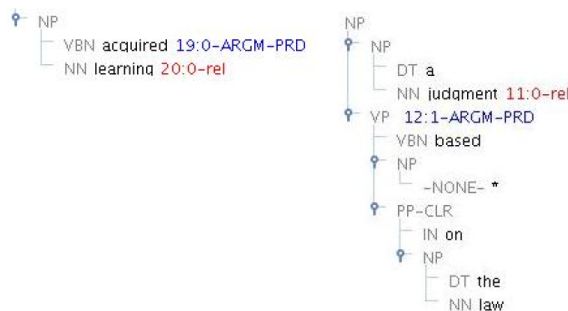 NP
VBN acquired 19:0-ARGM-PRD
NN learning 20:0-rel
NP
NP
DT a
NN judgment 11:0-rel
VP 12:1-ARGM-PRD
VBN based
NP
-NONE- *
PP-CLR
IN on
NP
DT the
NN law